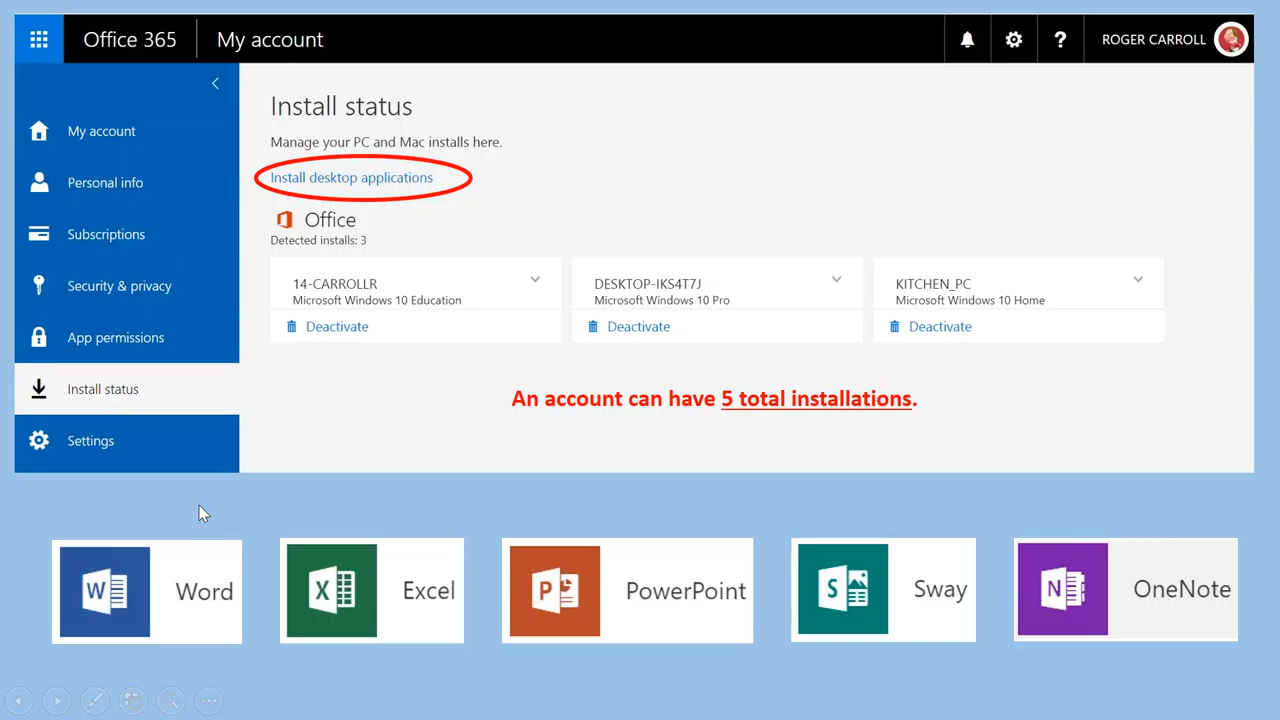 Office 365 My account ROGER CARROLL
My account
Personal info
Subscriptions
Security & privacy
App permissions
Install status
Settings
Install status
Manage your PC and Mac installs here.
Install desktop applications
Office
Detected installs: 3
14-CARROLLR
Microsoft Windows 10 Education
Deactivate
DESKTOP-IKS4T7J
Microsoft Windows 10 Pro
Deactivate
KITCHEN_PC
Microsoft Windows 10 Home
Deactivate
An account can have 5 total installations.
Word Excel PowerPoint Sway OneNote